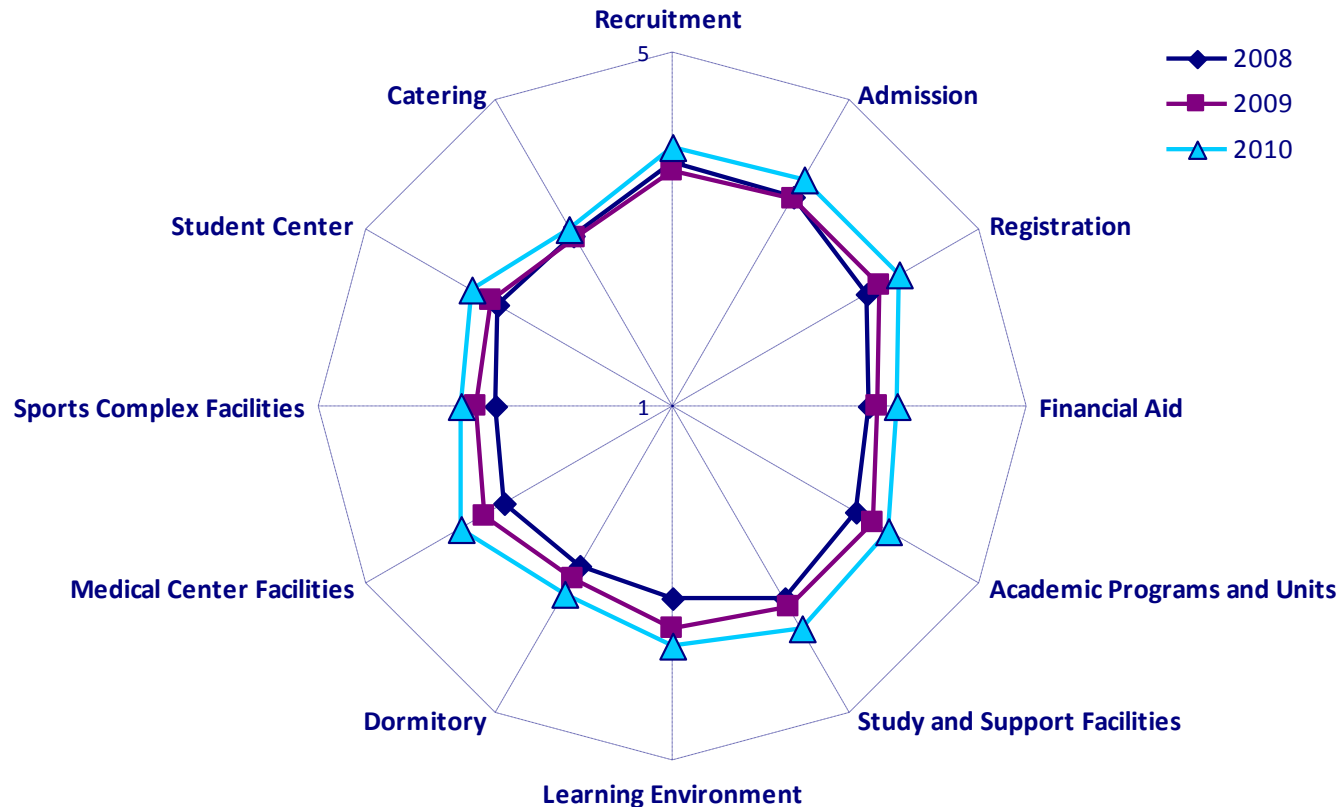 Recruitment
5
2008
Catering
Admission
2009
2010
Student Center
Registration
Sports Complex Facilities
1
Financial Aid
Medical Center Facilities
Academic Programs and Units
Dormitory
Study and Support Facilities
Learning Environment